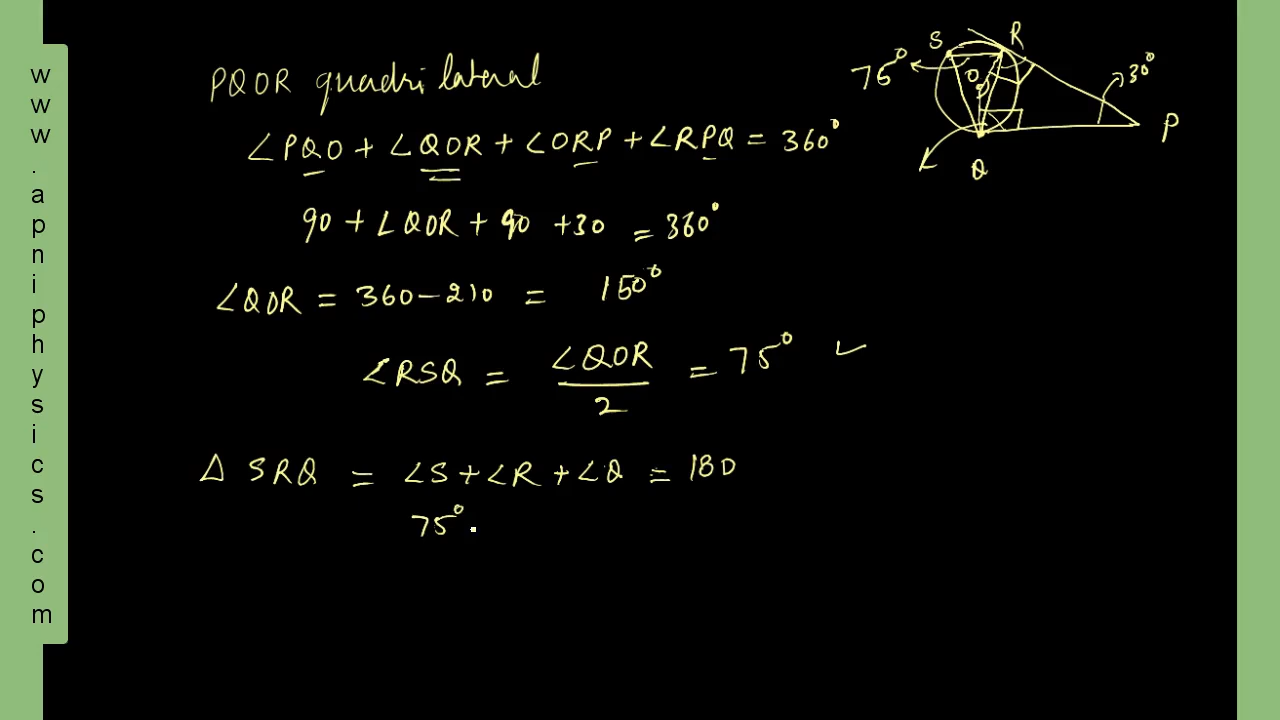 www.apniphysics.com
PQOR quadrilateral
∠PQO + ∠QOR + ∠ORP + ∠RPQ = 360°
90 + ∠QOR + 90 + 30 = 360°
∠QOR = 360 - 210 = 150°
∠RSQ = ∠QOR / 2 = 75° ✓
Δ SRQ = ∠S + ∠R + ∠Q = 180
75°
S R
75° O 30°
P
Q